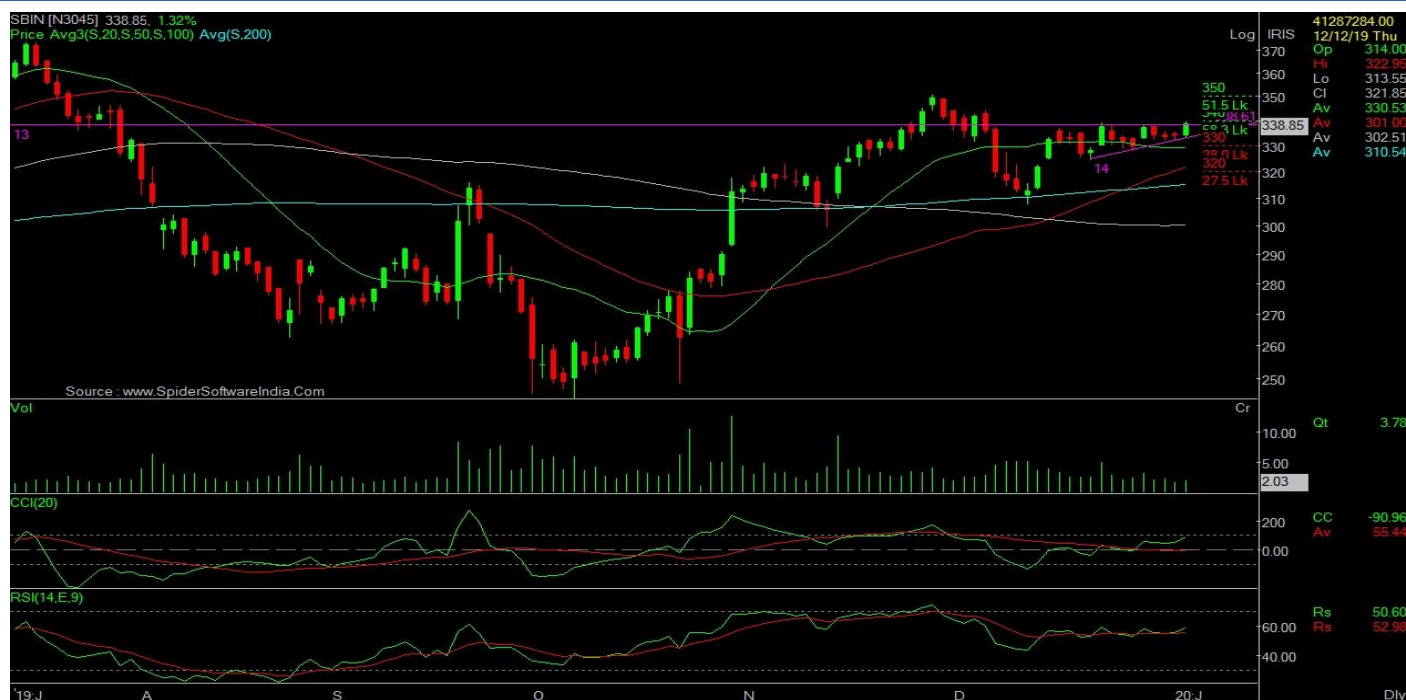 SBIN [N3045] 338.85, 1.32%
Price Avg3(S,20,S,50,S,100) Avg(S,200)
Log
IRIS
370
360
350
338.85
330
320
310
300
290
280
270
260
250
350
51.5 Lk
330
320
27.5 Lk
13
14
Source : www.SpiderSoftwareIndia.Com
Vol
Cr
10.00
5.00
2.03
CCI(20)
200
0.00
RSI(14,E,9)
60.00
40.00
'19:J
A
S
O
N
D
20:J
Dly
41287284.00
12/12/19 Thu
Op 314.00
Hi 322.95
Lo 313.55
Cl 321.85
Av 330.53
Av 301.00
Av 302.51
Av 310.54
Qt 3.78
CC -90.96
Av 55.44
Rs 50.60
Rs 52.98